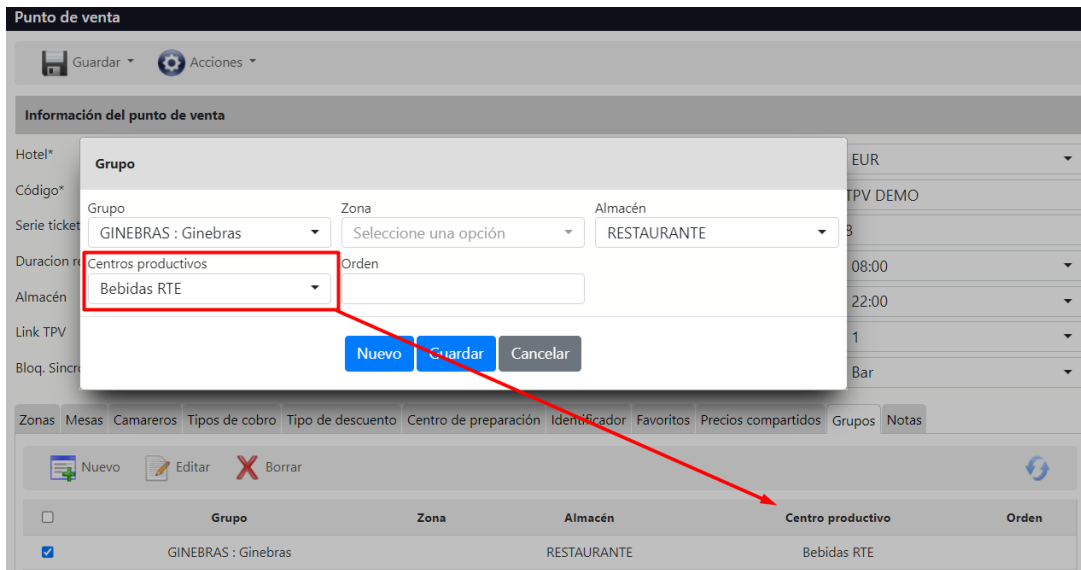 Punto de venta
Guardar Acciones
Información del punto de venta
Hotel* EUR
Código* TPV DEMO
Serie ticket
Duracion 08:00
Almacén 22:00
Link TPV 1
Bloq. Bar
Grupo
Grupo Zona Almacén
GINEBRAS : Ginebras Seleccione una opción RESTAURANTE
Centros productivos Orden
Bebidas RTE
Nuevo Guardar Cancelar
Zonas Mesas Camareros Tipos de cobro Tipo de descuento Centro de preparación Identificador Favoritos Precios compartidos Grupos Notas
Nuevo Editar Borrar
Grupo Zona Almacén Centro productivo Orden
GINEBRAS : Ginebras RESTAURANTE Bebidas RTE